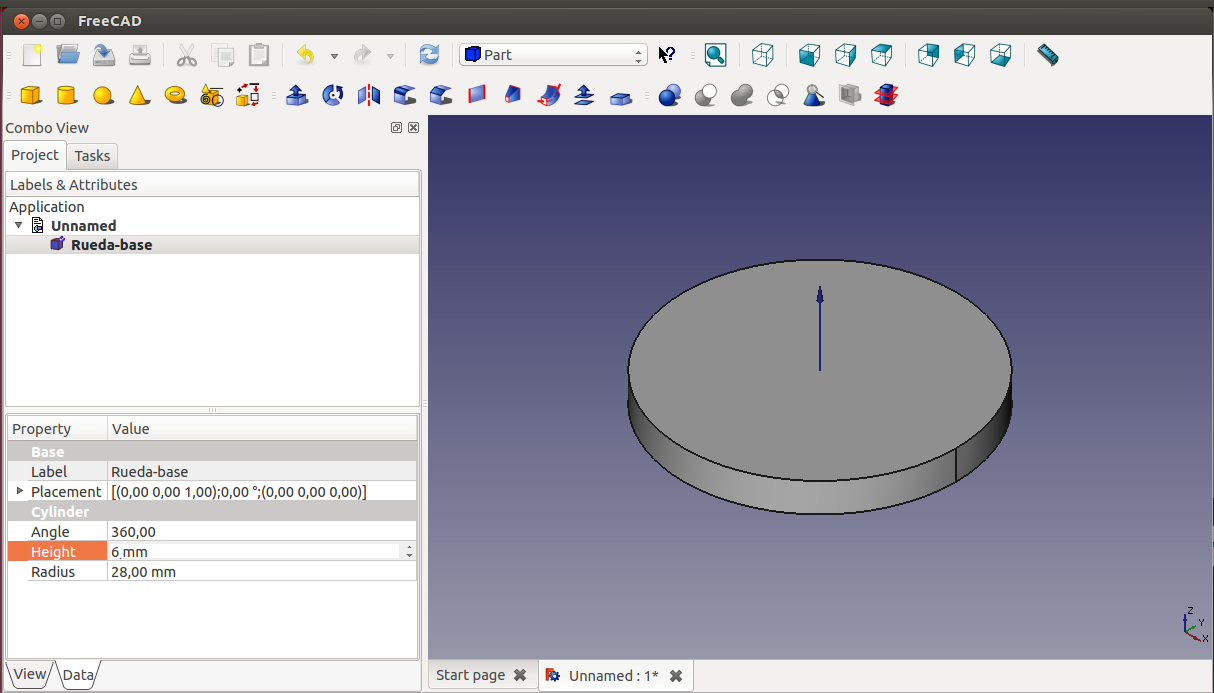 FreeCAD
Part
Combo View
Project Tasks
Labels & Attributes
Application
Unnamed
Rueda-base
Property Value
Base
Label Rueda-base
Placement [(0,00 0,00 1,00);0,00 °;(0,00 0,00 0,00)]
Cylinder
Angle 360,00
Height 6 mm
Radius 28,00 mm
View Data
Z
Y
X
Start page Unnamed : 1*